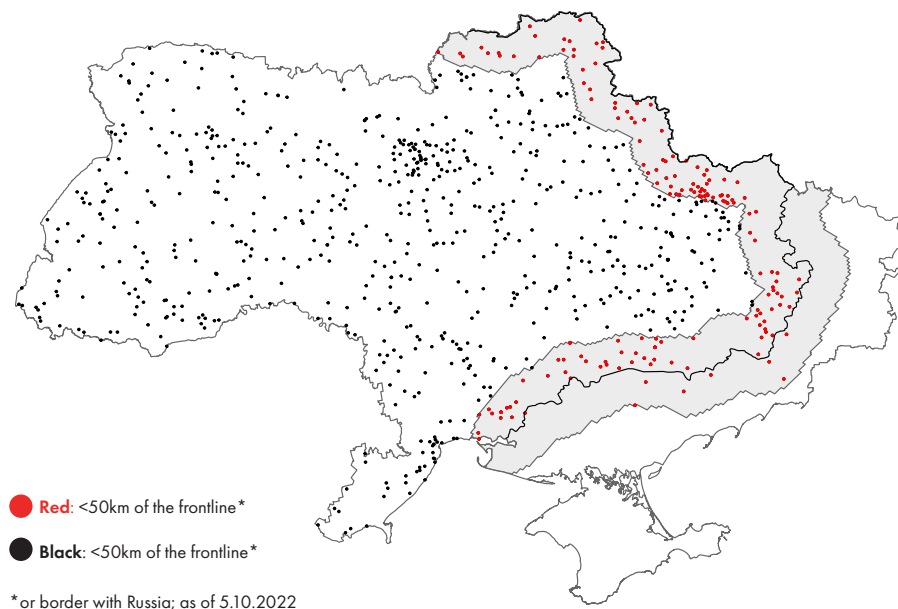 Red: <50km of the frontline*
Black: <50km of the frontline*
*or border with Russia; as of 5.10.2022